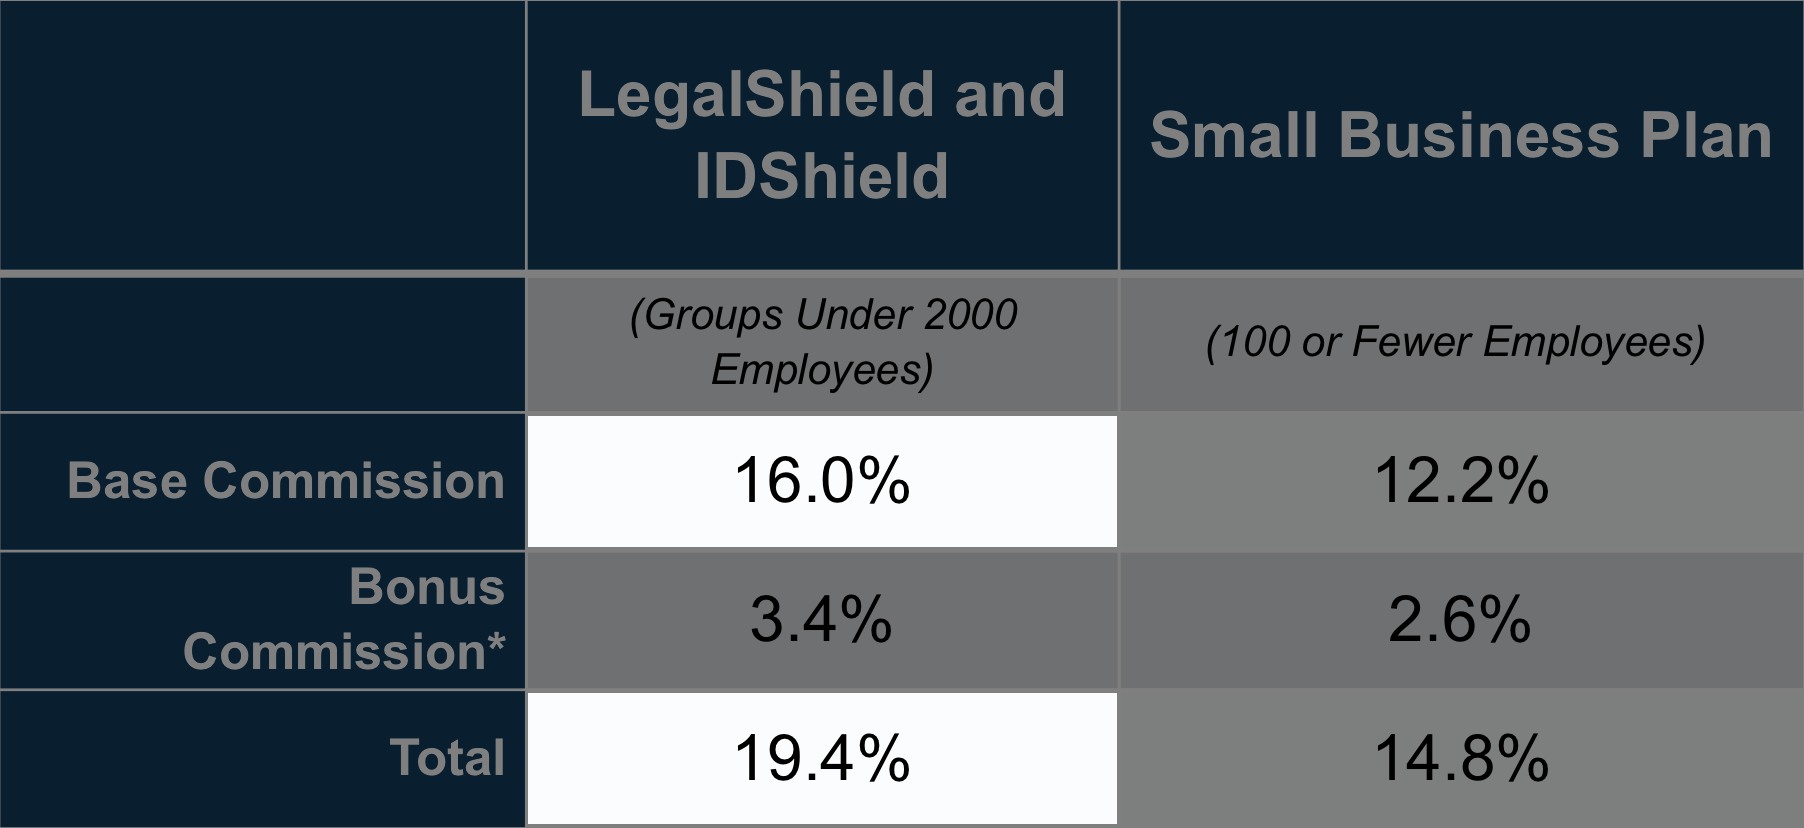 LegalShield and
IDShield
Small Business Plan
(Groups Under 2000
Employees)
(100 or Fewer Employees)
Base Commission
16.0%
12.2%
Bonus
Commission*
3.4%
2.6%
Total
19.4%
14.8%